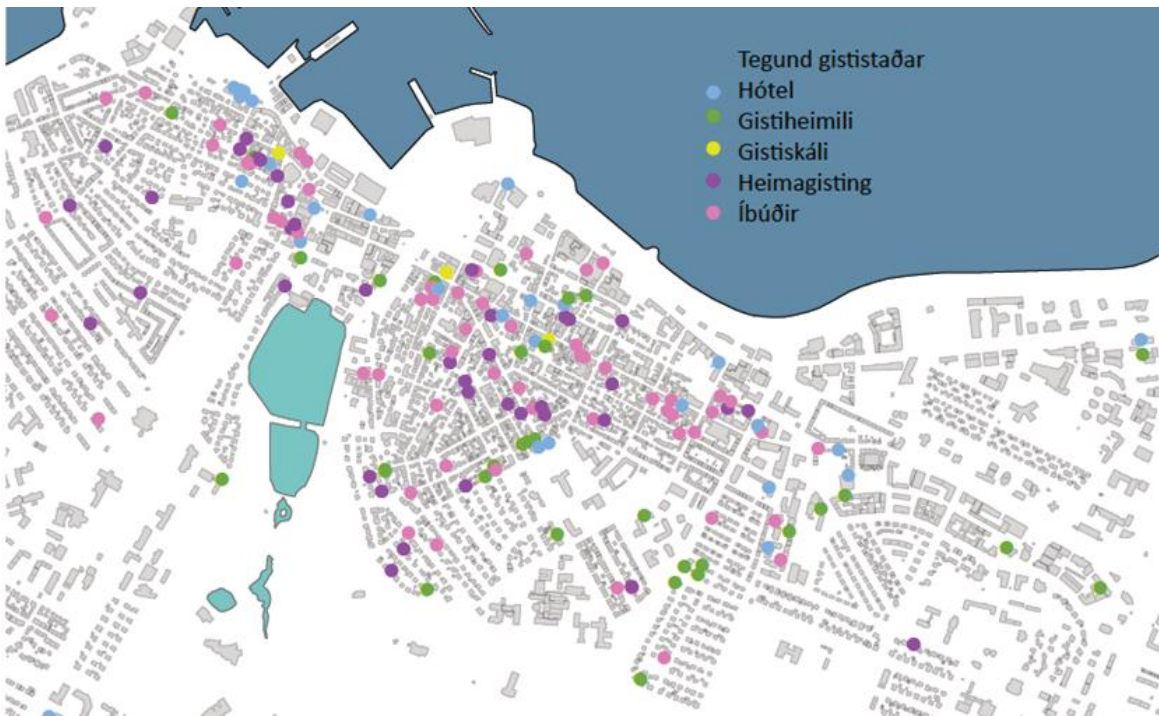 Tegund gististaðar
Hótel
Gistiheimili
Gistiskáli
Heimagisting
Íbúðir